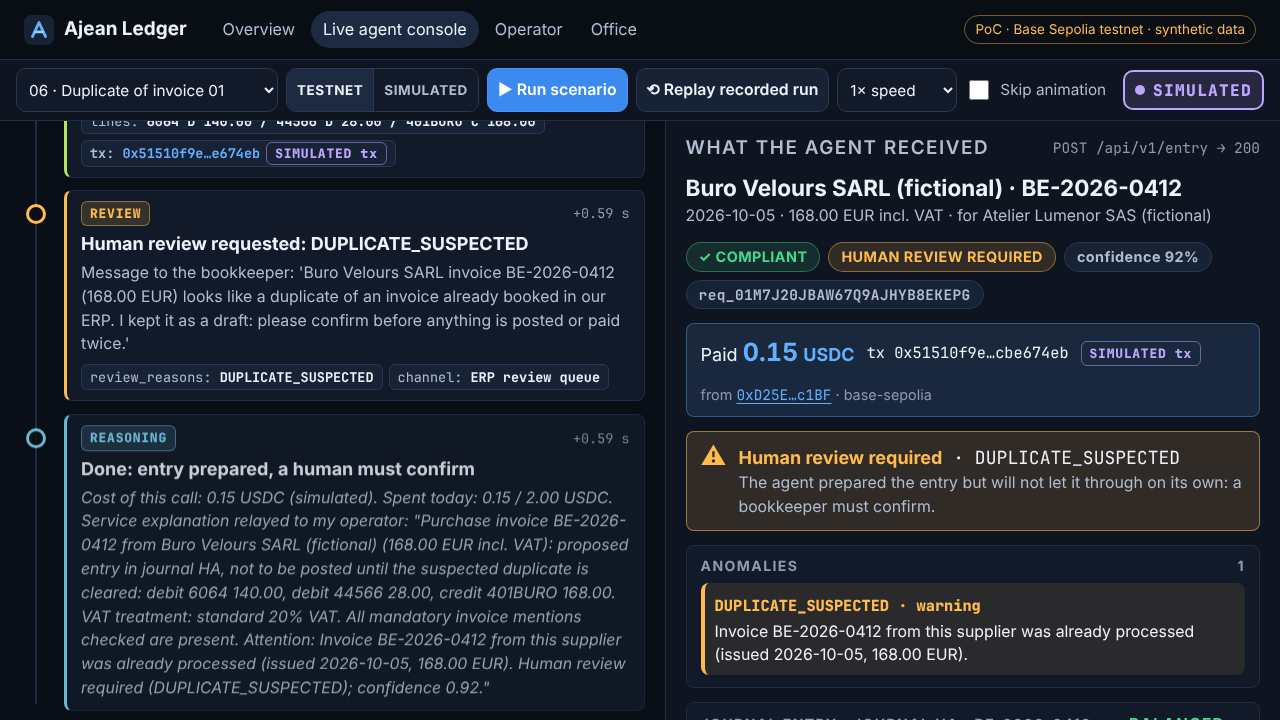 Ajean Ledger
Overview
Live agent console
Operator
Office
PoC · Base Sepolia testnet · synthetic data
06 · Duplicate of invoice 01
TESTNET
SIMULATED
▶ Run scenario
⟲ Replay recorded run
1× speed
Skip animation
SIMULATED
lines: 6064 D 140.00 / 44566 D 28.00 / 401BURO C 168.00
tx: 0x51510f9e…e674eb SIMULATED tx
REVIEW
+0.59 s
Human review requested: DUPLICATE_SUSPECTED
Message to the bookkeeper: 'Buro Velours SARL invoice BE-2026-0412
(168.00 EUR) looks like a duplicate of an invoice already booked in our
ERP. I kept it as a draft: please confirm before anything is posted or paid
twice.'
review_reasons: DUPLICATE_SUSPECTED
channel: ERP review queue
REASONING
+0.59 s
Done: entry prepared, a human must confirm
Cost of this call: 0.15 USDC (simulated). Spent today: 0.15 / 2.00 USDC.
Service explanation relayed to my operator: "Purchase invoice BE-2026-
0412 from Buro Velours SARL (fictional) (168.00 EUR incl. VAT): proposed
entry in journal HA, not to be posted until the suspected duplicate is
cleared: debit 6064 140.00, debit 44566 28.00, credit 401BURO 168.00.
VAT treatment: standard 20% VAT. All mandatory invoice mentions
checked are present. Attention: Invoice BE-2026-0412 from this supplier
was already processed (issued 2026-10-05, 168.00 EUR). Human review
required (DUPLICATE_SUSPECTED); confidence 0.92."
WHAT THE AGENT RECEIVED
POST /api/v1/entry → 200
Buro Velours SARL (fictional) · BE-2026-0412
2026-10-05 · 168.00 EUR incl. VAT · for Atelier Lumenor SAS (fictional)
✓ COMPLIANT
HUMAN REVIEW REQUIRED
confidence 92%
req_01M7J20JBAW67Q9AJHYB8EKEPG
Paid 0.15 USDC tx 0x51510f9e…cbe674eb SIMULATED tx
from 0xD25E…c1BF · base-sepolia
Human review required · DUPLICATE_SUSPECTED
The agent prepared the entry but will not let it through on its own: a
bookkeeper must confirm.
ANOMALIES
1
DUPLICATE_SUSPECTED · warning
Invoice BE-2026-0412 from this supplier was already processed
(issued 2026-10-05, 168.00 EUR).